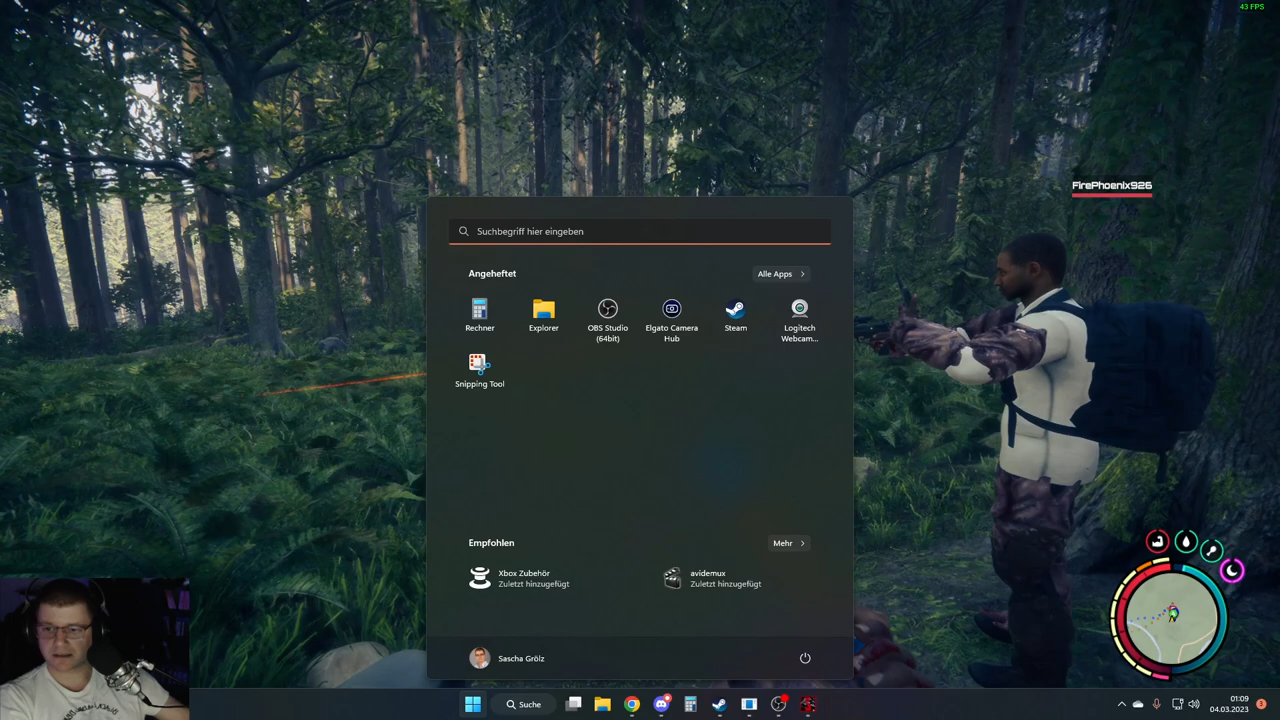 43 FPS
FirePhoenix926
Suchbegriff hier eingeben
Angeheftet
Alle Apps
Rechner
Explorer
OBS Studio
(64bit)
Elgato Camera
Hub
Steam
Logitech
Webcam...
Snipping Tool
Empfohlen
Mehr
Xbox Zubehör
Zuletzt hinzugefügt
avidemux
Zuletzt hinzugefügt
Sascha Grölz
Suche
01:09
04.03.2023
3